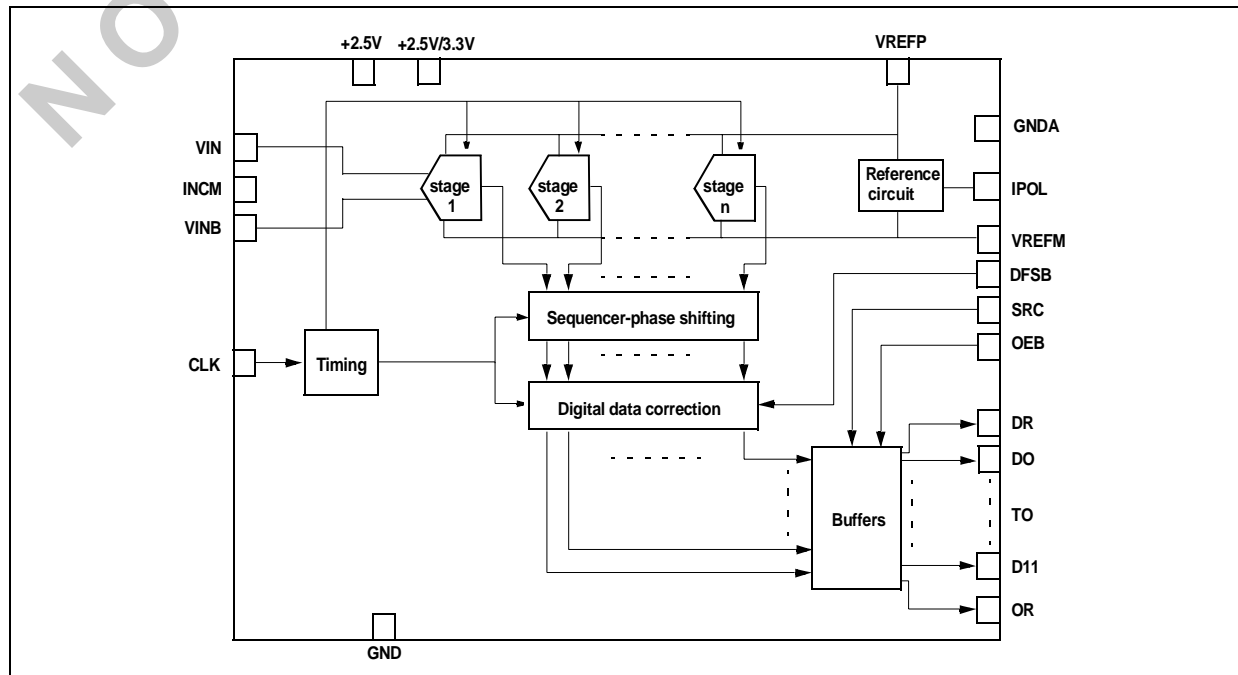 NO
+2.5V +2.5V/3.3V VREFP
GNDA
VIN
INCM
VINB
stage
1
stage
2
stage
n
Reference
circuit
IPOL
VREFM
DFSB
SRC
OEB
Sequencer-phase shifting
CLK
Timing
Digital data correction
DR
DO
Buffers
TO
D11
OR
GND